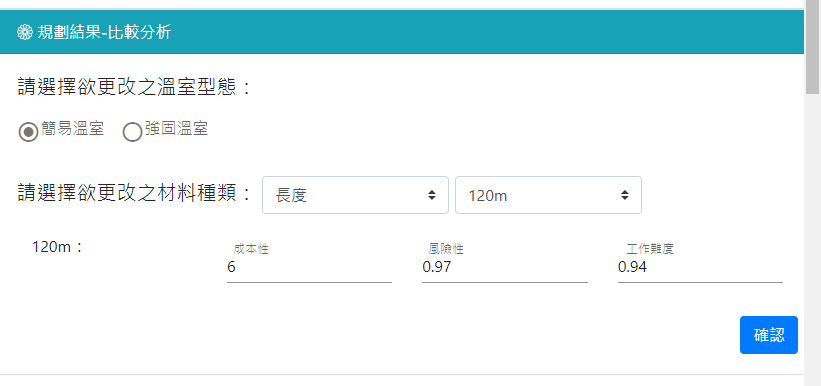 規劃結果-比較分析
請選擇欲更改之溫室型態：
簡易溫室 強固溫室
請選擇欲更改之材料種類： 長度 120m
120m： 成本性 風險性 工作難度
6 0.97 0.94
確認